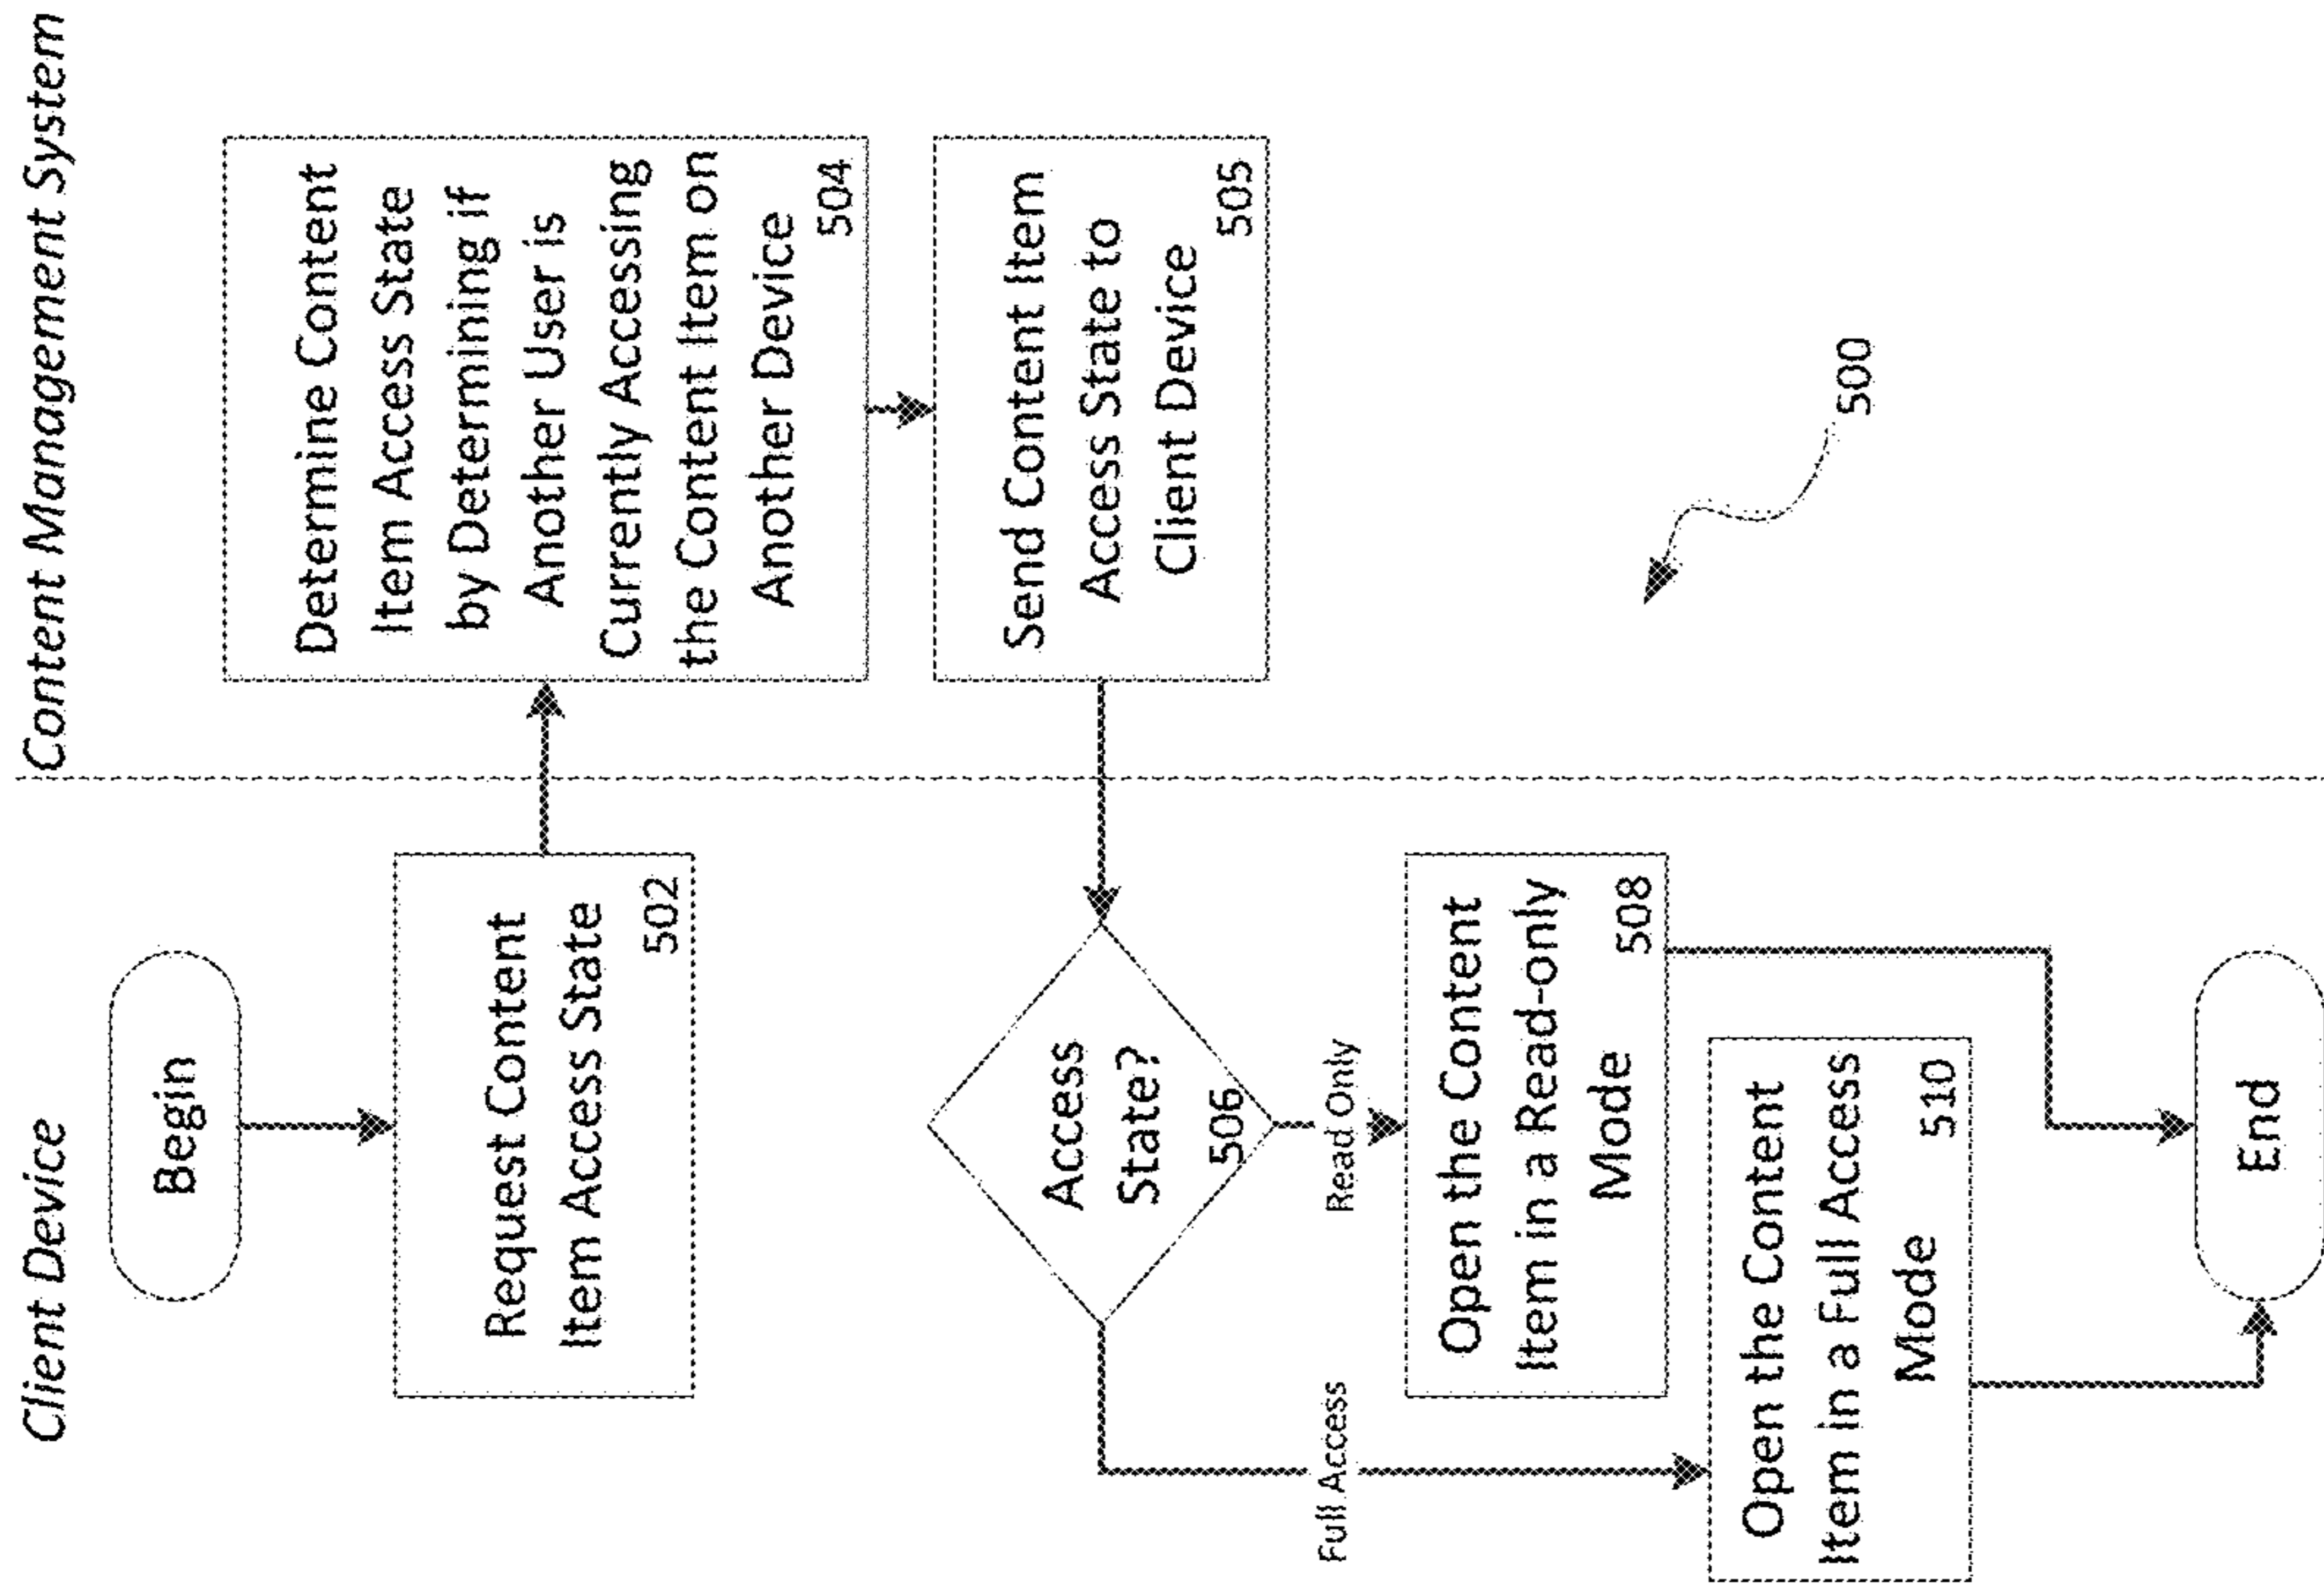 Client Device
Content Management System
Begin
Request Content
Item Access State
502
Determine Content
Item Access State
by Determining if
Another User is
Currently Accessing
the Content Item on
Another Device
504
Send Content Item
Access State to
Client Device
505
Access
State?
506
Full Access
Read Only
Open the Content
Item in a Read-only
Mode
508
Open the Content
Item in a Full Access
Mode
510
End
500